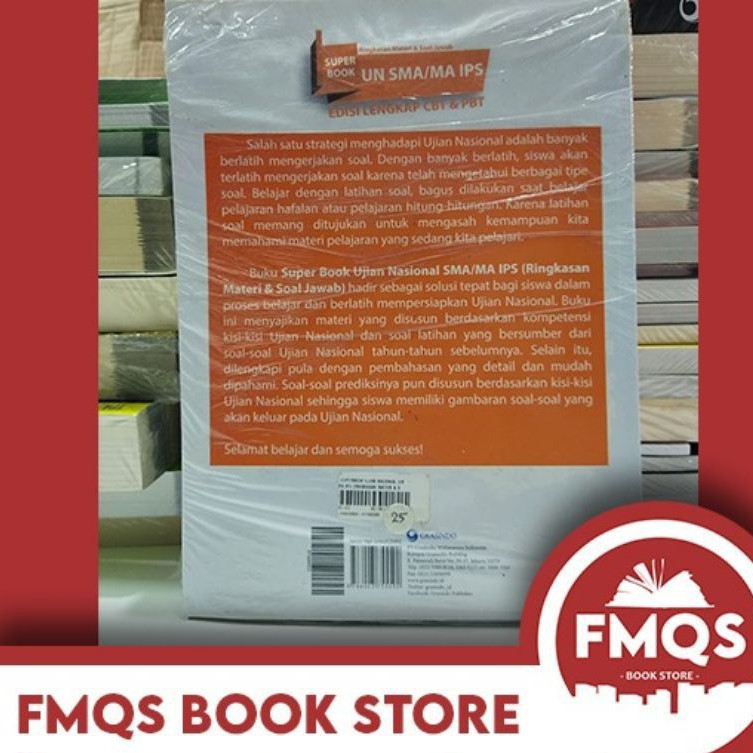 Ringkasan Materi & Soal Jawab
SUPER
BOOK
UN SMA/MA IPS
EDISI LENGKAP CBT & PBT
Salah satu strategi menghadapi Ujian Nasional adalah banyak
berlatih mengerjakan soal. Dengan banyak berlatih, siswa akan
terlatih mengerjakan soal karena telah mengetahui berbagai tipe
soal. Belajar dengan latihan soal, bagus dilakukan saat belajar
pelajaran hafalan atau pelajaran hitung-hitungan. Karena latihan
soal memang ditujukan untuk mengasah kemampuan kita
memahami materi pelajaran yang sedang kita pelajari.
Buku Super Book Ujian Nasional SMA/MA IPS (Ringkasan
Materi & Soal Jawab) hadir sebagai solusi tepat bagi siswa dalam
proses belajar dan berlatih mempersiapkan Ujian Nasional. Buku
ini menyajikan materi yang disusun berdasarkan kompetensi
kisi-kisi Ujian Nasional dan soal latihan yang bersumber dari
soal-soal Ujian Nasional tahun-tahun sebelumnya. Selain itu,
dilengkapi pula dengan pembahasan yang detail dan mudah
dipahami. Soal-soal prediksinya pun disusun berdasarkan kisi-kisi
Ujian Nasional sehingga siswa memiliki gambaran soal-soal yang
akan keluar pada Ujian Nasional.
Selamat belajar dan semoga sukses!
25
GRASINDO
FMQS
- BOOK STORE -
FMQS BOOK STORE